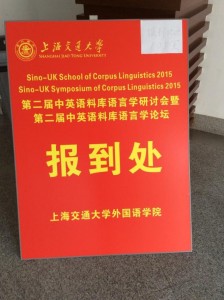 上海交通大学
SHANGHAI JIAO TONG UNIVERSITY
Sino-UK School of Corpus Linguistics 2015
Sino-UK Symposium of Corpus Linguistics 2015
第二届中英语料库语言学研讨会暨
第二届中英语料库语言学论坛
报到处
上海交通大学外国语学院